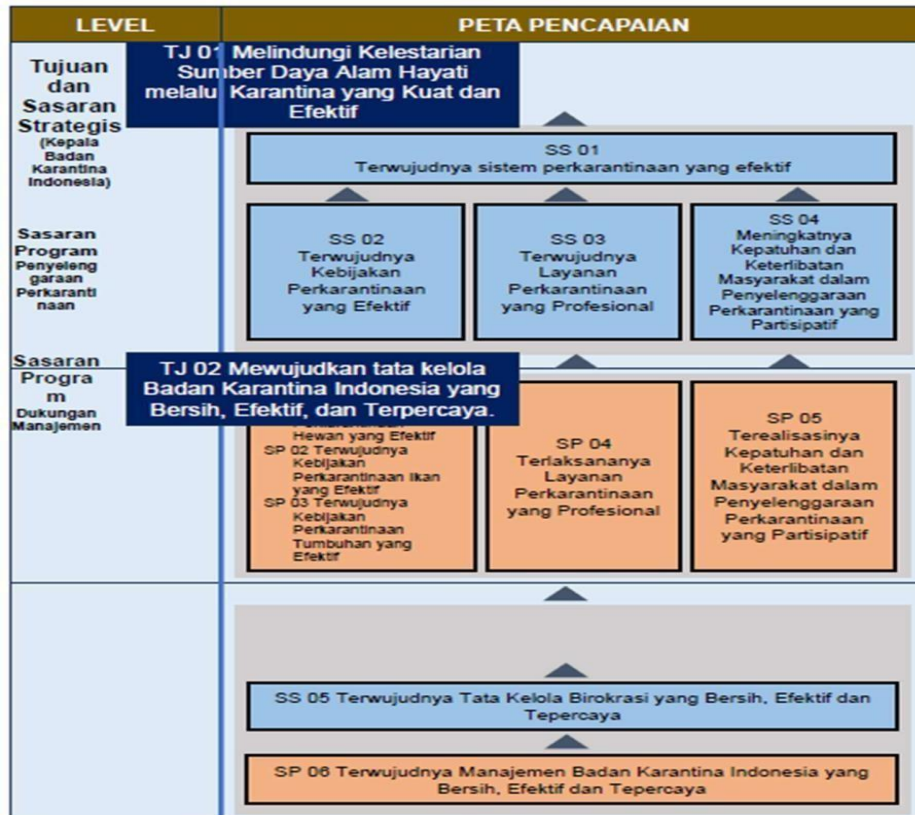 LEVEL
PETA PENCAPAIAN
Tujuan
dan
Sasaran
Strategis
(Kepala
Badan
Karantina
Indonesia)
TJ 01 Melindungi Kelestarian
Sumber Daya Alam Hayati
melalui Karantina yang Kuat dan
Efektif
SS 01
Terwujudnya sistem perkarantinaan yang efektif
Sasaran
Program
Penyeleng
garaan
Perkaranti
naan
SS 02
Terwujudnya
Kebijakan
Perkarantinaan
yang Efektif
SS 03
Terwujudnya
Layanan
Perkarantinaan
yang Profesional
SS 04
Meningkatnya
Kepatuhan dan
Keterlibatan
Masyarakat dalam
Penyelenggaraan
Perkarantinaan yang
Partisipatif
Sasaran
Progra
m
Dukungan
Manajemen
TJ 02 Mewujudkan tata kelola
Badan Karantina Indonesia yang
Bersih, Efektif, dan Terpercaya.
Hewan yang Efektif
SP 02 Terwujudnya
Kebijakan
Perkarantinaan Ikan
yang Efektif
SP 03 Terwujudnya
Kebijakan
Perkarantinaan
Tumbuhan yang
Efektif
SP 04
Terlaksananya
Layanan
Perkarantinaan
yang Profesional
SP 05
Terealisasinya
Kepatuhan dan
Keterlibatan
Masyarakat dalam
Penyelenggaraan
Perkarantinaan
yang Partisipatif
SS 05 Terwujudnya Tata Kelola Birokrasi yang Bersih, Efektif dan
Tepercaya
SP 06 Terwujudnya Manajemen Badan Karantina Indonesia yang
Bersih, Efektif dan Tepercaya